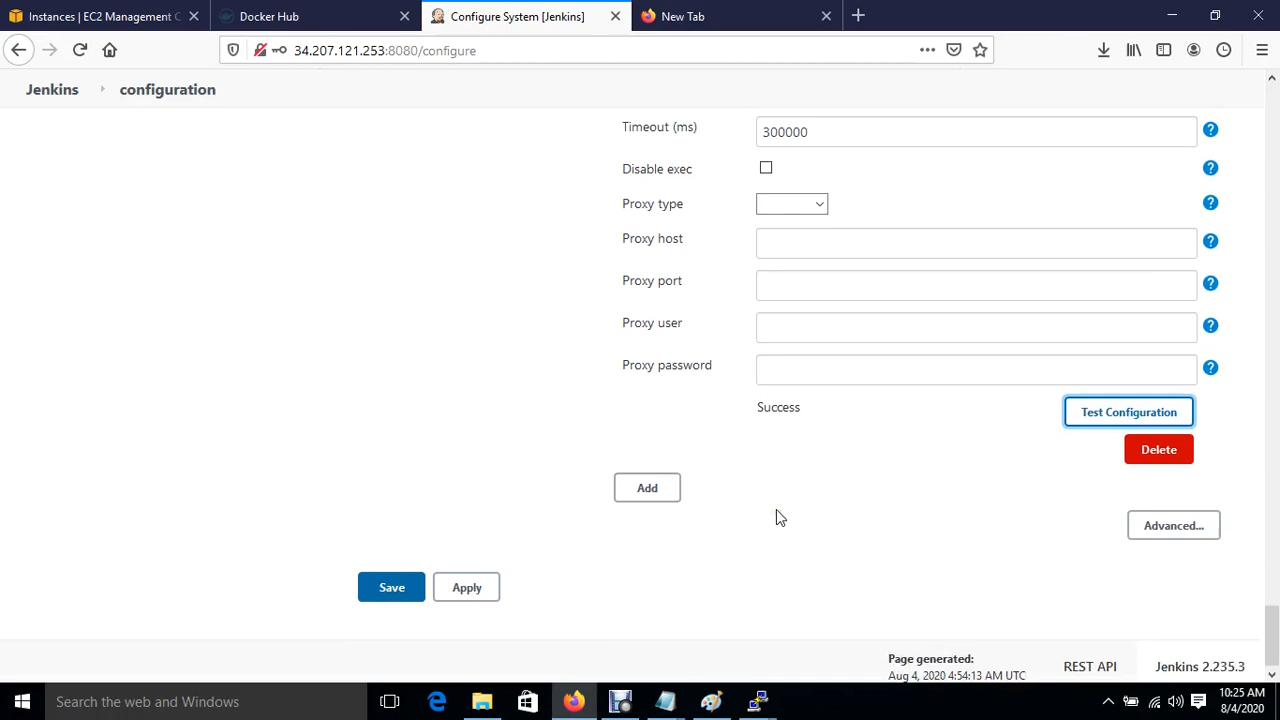 Instances | EC2 Management C
Docker Hub
Configure System [Jenkins]
New Tab
34.207.121.253:8080/configure
Jenkins
configuration
Timeout (ms)
300000
Disable exec
Proxy type
Proxy host
Proxy port
Proxy user
Proxy password
Success
Test Configuration
Delete
Add
Advanced...
Save
Apply
Page generated:
Aug 4, 2020 4:54:13 AM UTC
REST API
Jenkins 2.235.3
Search the web and Windows
10:25 AM
8/4/2020